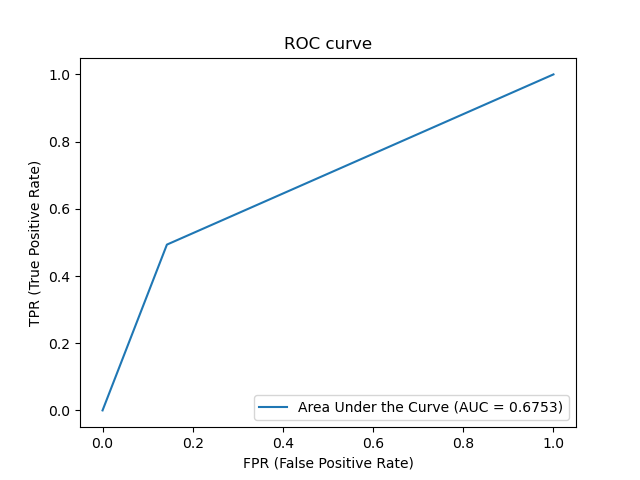 ROC curve
TPR (True Positive Rate)
1.0
0.8
0.6
0.4
0.2
0.0
Area Under the Curve (AUC = 0.6753)
0.0 0.2 0.4 0.6 0.8 1.0
FPR (False Positive Rate)